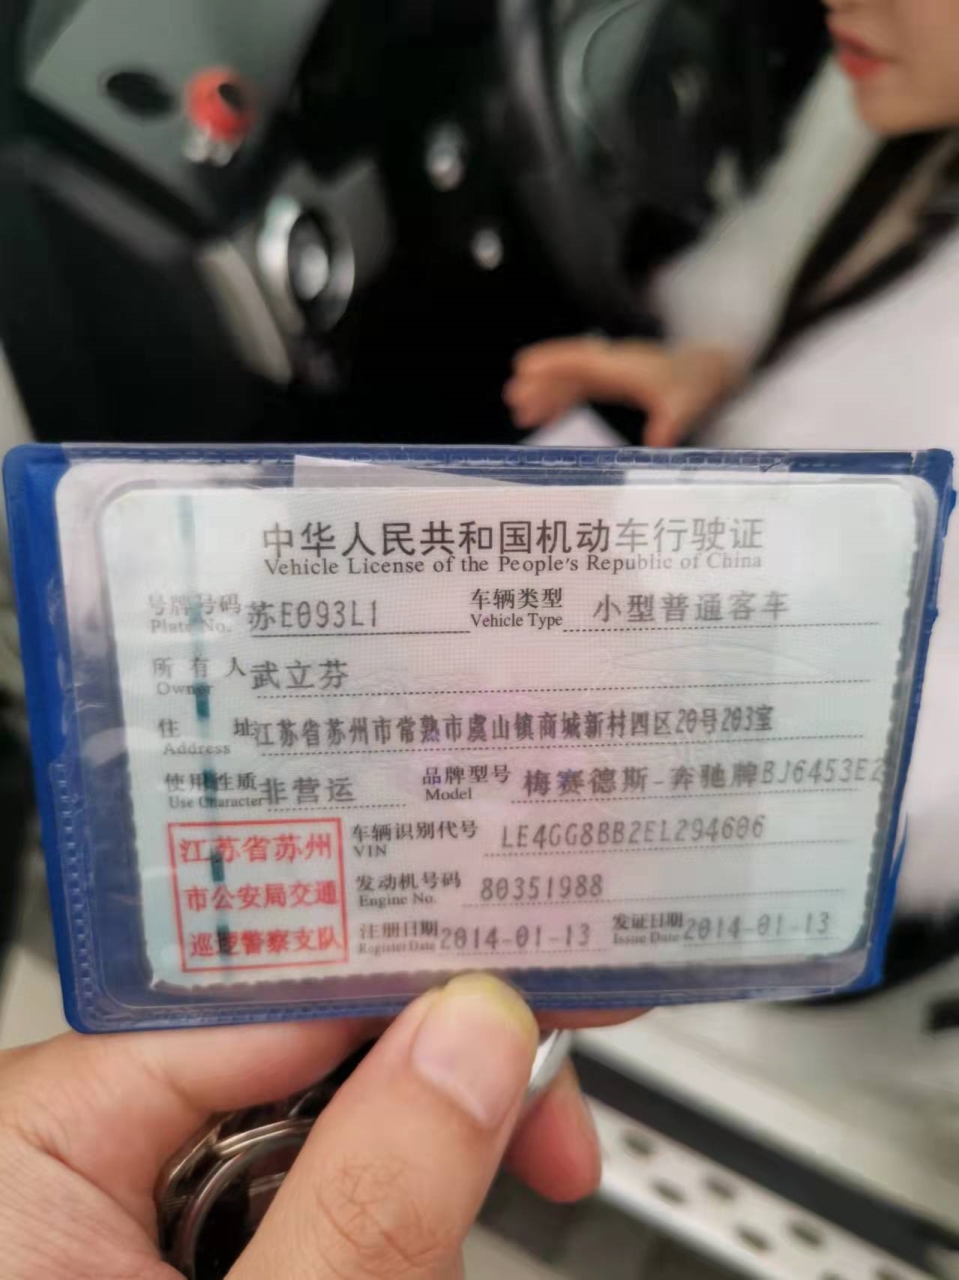 中华人民共和国机动车行驶证
Vehicle License of the People's Republic of China
号牌号码 苏E093L1 车辆类型 小型普通客车
Plate No. Vehicle Type
所有人 武立芬
Owner
住址 江苏省苏州市常熟市虞山镇商城新村四区20号203室
Address
使用性质 非营运 品牌型号 梅赛德斯-奔驰牌BJ6453E2
Use Character Model
江苏省苏州
市公安局交通
巡逻警察支队
车辆识别代号 LE4GG8BB2EL294606
VIN
发动机号码 80351988
Engine No.
注册日期 2014-01-13 发证日期 2014-01-13
Register Date Issue Date